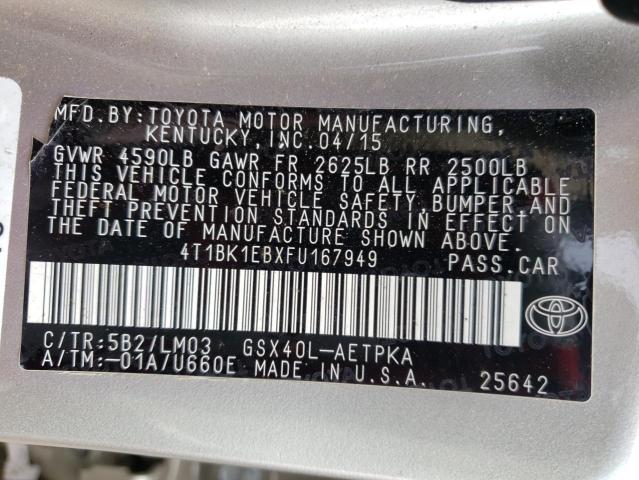 MFD.BY:TOYOTA MOTOR MANUFACTURING,
KENTUCKY, INC. 04/15
GVWR 4590LB GAWR FR 2625LB RR 2500LB
THIS VEHICLE CONFORMS TO ALL APPLICABLE
FEDERAL MOTOR VEHICLE SAFETY,BUMPER AND
THEFT PREVENTION STANDARDS IN EFFECT ON
THE DATE OF MANUFACTURE SHOWN ABOVE.
4T1BK1EBXFU167949 PASS.CAR
C/TR:5B2/LM03 GSX40L-AETPKA
A/TM:-01A/U660E MADE IN U.S.A. 25642